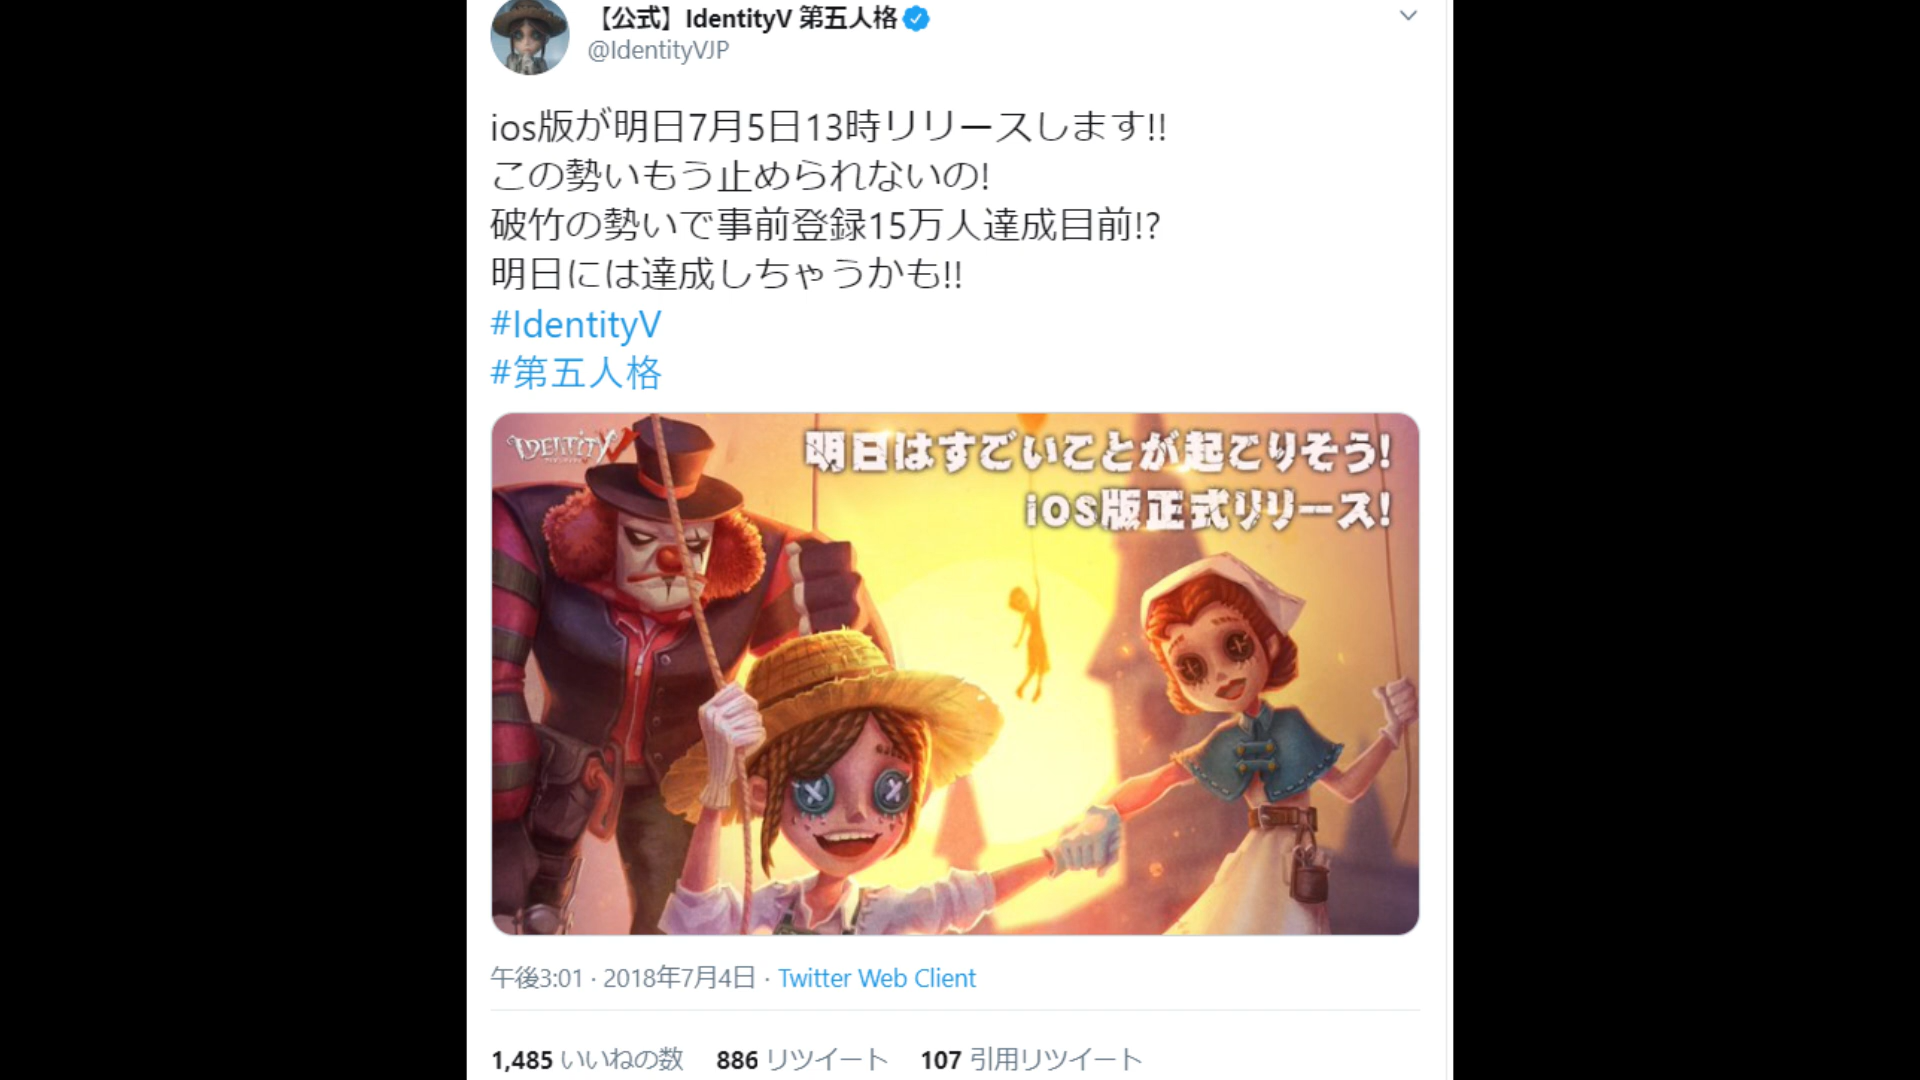 【公式】IdentityV 第五人格
@IdentityVJP
ios版が明日7月5日13時リリースします!!
この勢いもう止められないの!
破竹の勢いで事前登録15万人達成目前!?
明日には達成しちゃうかも!!
#IdentityV
#第五人格
IDENTITY V
明日はすごいことが起こりそう!
iOS版正式リリース!
午後3:01 · 2018年7月4日 · Twitter Web Client
1,485 いいねの数 886 リツイート 107 引用リツイート